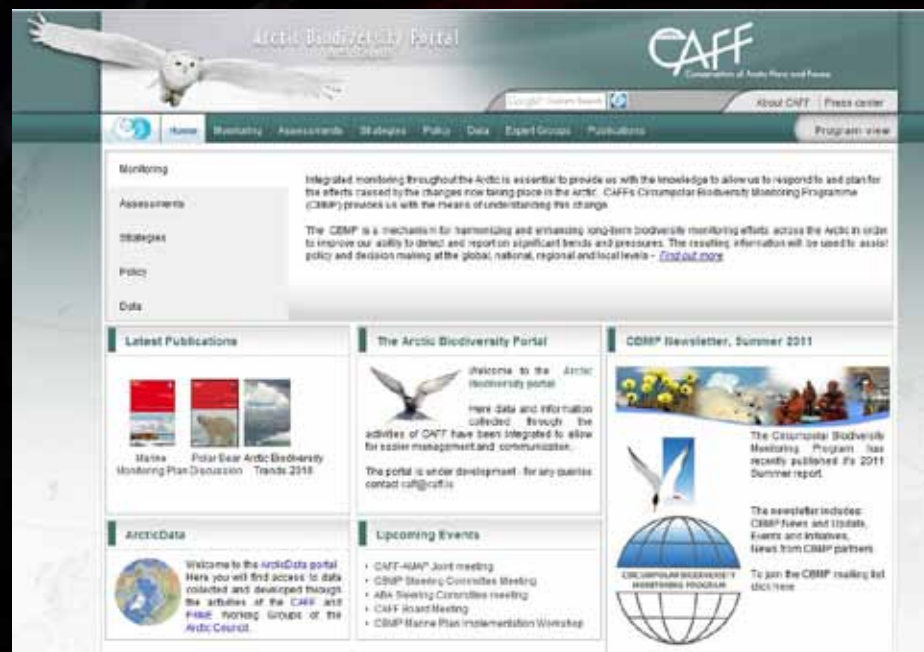 Arctic Biodiversity Portal
CAFF
Conservation of Arctic Flora and Fauna
Google Custom Search
About CAFF | Press center
Home Monitoring Assessments Strategies Policy Data Expert Groups Publications
Program view
Monitoring
Assessments
Strategies
Policy
Data
Integrated monitoring throughout the Arctic is essential to provide us with the knowledge to allow us to respond to and plan for
the effects caused by the changes now taking place in the Arctic. CAFFs Circumpolar Biodiversity Monitoring Programme
(CBMP) provides us with the means of understanding this change.
The CBMP is a mechanism for harmonizing and enhancing long-term biodiversity monitoring efforts across the Arctic in order
to improve our ability to detect and report on significant trends and pressures. The resulting information will be used to assist
policy and decision making at the global, national, regional and local levels - Find out more
Latest Publications
Marine
Monitoring Plan
Polar Bear
Discussion
Arctic Biodiversity
Trends 2010
The Arctic Biodiversity Portal
Welcome to the Arctic
Biodiversity portal
Here data and information
collected through the
activities of CAFF have been integrated to allow
for easier management and communication.
The portal is under development - for any queries
contact caff@caff.is
CBMP Newsletter, Summer 2011
The Circumpolar Biodiversity
Monitoring Program has
recently published it's 2011
Summer report.
The newsletter includes:
CBMP News and Update,
Events and Initiatives,
News from CBMP partners
To join the CBMP mailing list
click here
CIRCUMPOLAR BIODIVERSITY
MONITORING PROGRAM
ArcticData
Welcome to the ArcticData portal
Here you will find access to data
collected and developed through
the activities of the CAFF and
PAME Working Groups of the
Arctic Council.
Upcoming Events
CAFF-AMAP Joint meeting
CBMP Steering Committee Meeting
ABA Steering Committee meeting
CAFF Board Meeting
CBMP Marine Plan Implementation Workshop